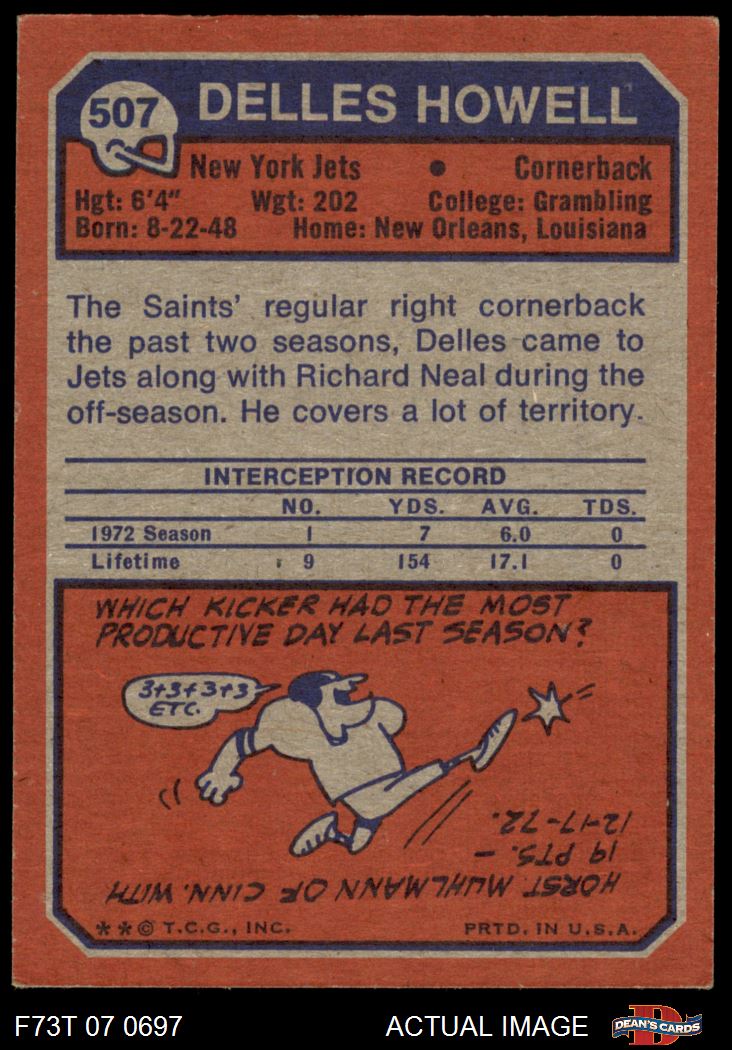 507
DELLES HOWELL
New York Jets • Cornerback
Hgt: 6'4" Wgt: 202 College: Grambling
Born: 8-22-48 Home: New Orleans, Louisiana
The Saints' regular right cornerback
the past two seasons, Delles came to
Jets along with Richard Neal during the
off-season. He covers a lot of territory.
INTERCEPTION RECORD
NO. YDS. AVG. TDS.
1972 Season 1 7 6.0 0
Lifetime 9 154 17.1 0
WHICH KICKER HAD THE MOST
PRODUCTIVE DAY LAST SEASON?
3+3+3+3
ETC.
HORST MUHLMANN OF CINN. WITH
19 PTS. -
12-17-72.
**© T.C.G., INC. PRTD. IN U.S.A.
F73T 07 0697 ACTUAL IMAGE DEAN'S CARDS